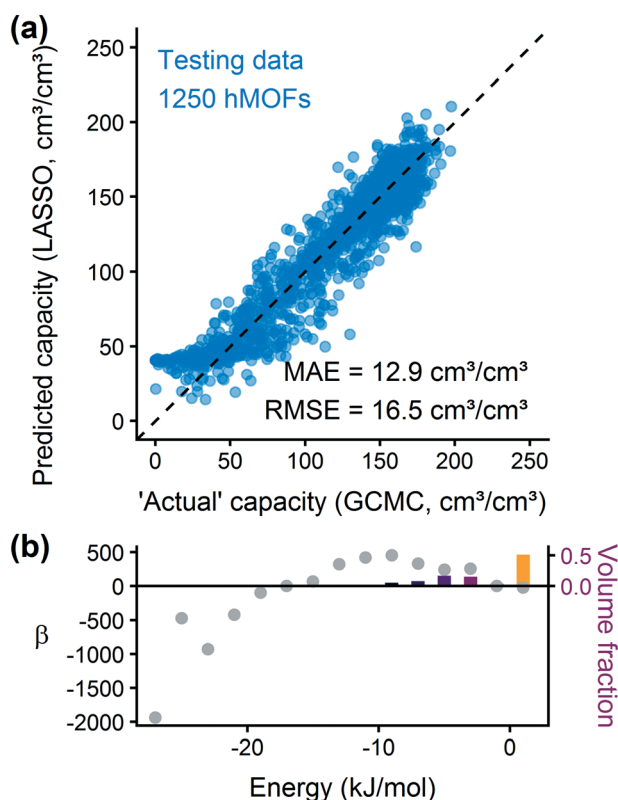 (a)
Predicted capacity (LASSO, cm³/cm³)
250
200
150
100
50
0
Testing data
1250 hMOFs
MAE = 12.9 cm³/cm³
RMSE = 16.5 cm³/cm³
0 50 100 150 200 250
'Actual' capacity (GCMC, cm³/cm³)
(b)
β
500
0
-500
-1000
-1500
-2000
0.5
0.0
Volume fraction
-20 -10 0
Energy (kJ/mol)